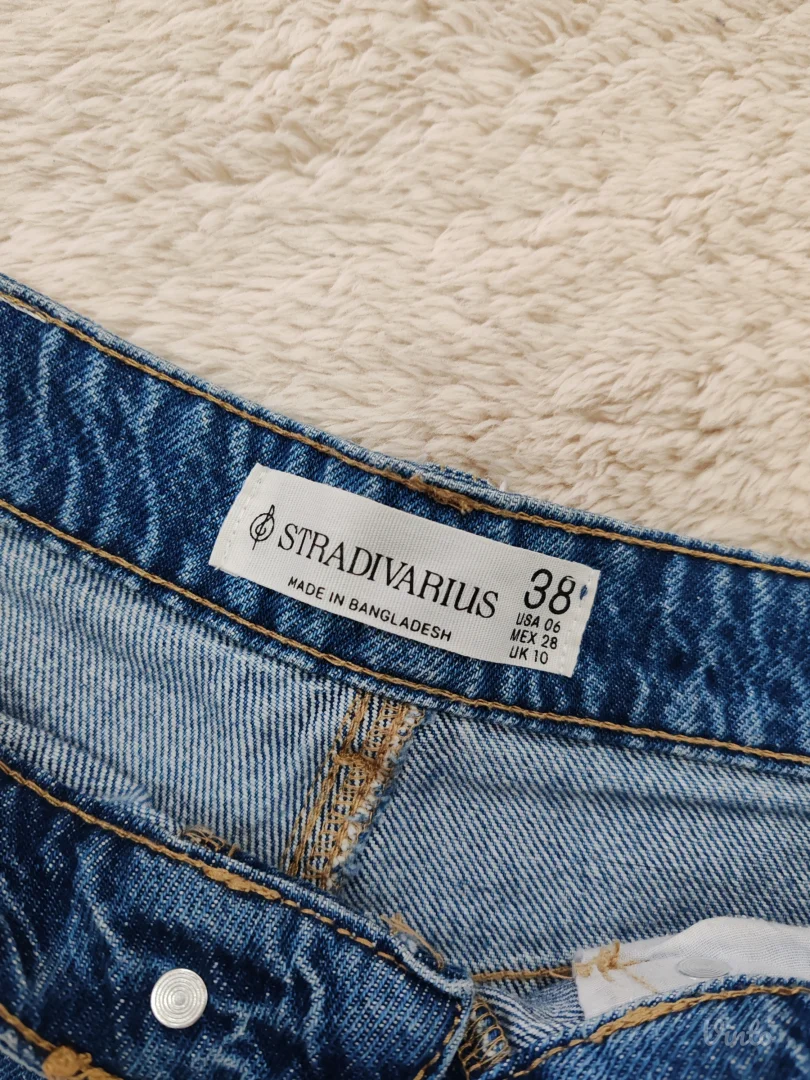 STRADIVARIUS
MADE IN BANGLADESH
38
USA 06
MEX 28
UK 10